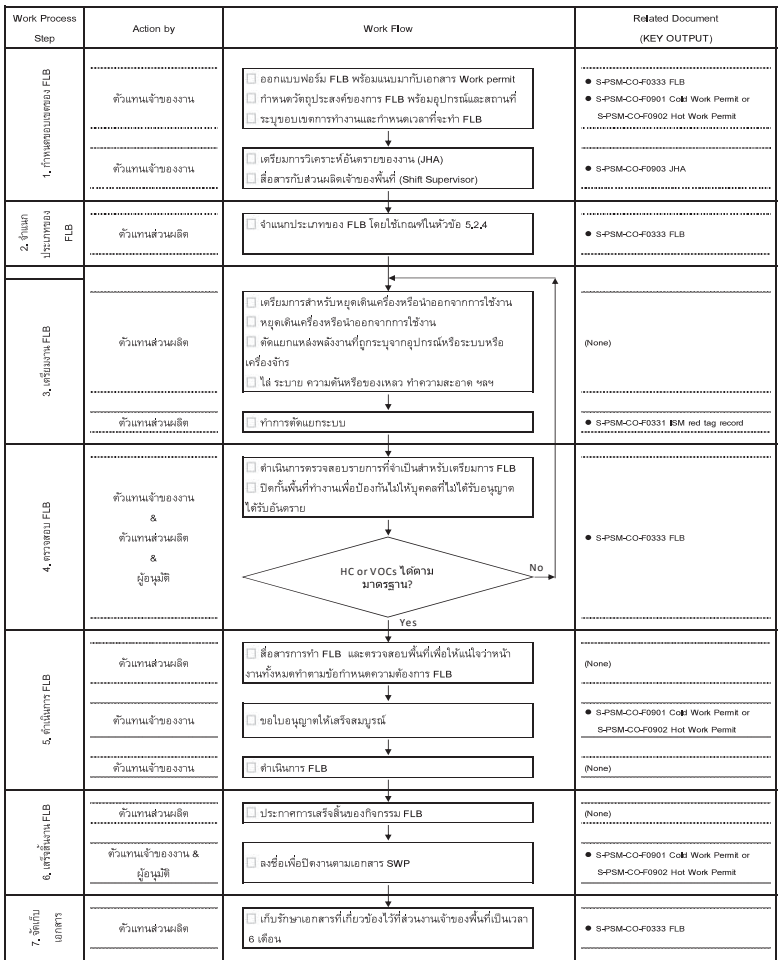 Work Process
Step
Action by
Work Flow
Related Document
(KEY OUTPUT)
1. กำหนดขอบเขตของ FLB
ตัวแทนเจ้าของงาน
ออกแบบฟอร์ม FLB พร้อมแนบมากับเอกสาร Work permit
กำหนดวัตถุประสงค์ของการ FLB พร้อมอุปกรณ์และสถานที่
ระบุขอบเขตการทำงานและกำหนดเวลาที่จะทำ FLB
● S-PSM-CO-F0333 FLB
● S-PSM-CO-F0901 Cold Work Permit or
S-PSM-CO-F0902 Hot Work Permit
ตัวแทนเจ้าของงาน
เตรียมการวิเคราะห์อันตรายของงาน (JHA)
สื่อสารกับส่วนผลิตเจ้าของพื้นที่ (Shift Supervisor)
● S-PSM-CO-F0903 JHA
2. จำแนก
ประเภทของ
FLB
ตัวแทนส่วนผลิต
จำแนกประเภทของ FLB โดยใช้เกณฑ์ในหัวข้อ 5.2.4
● S-PSM-CO-F0333 FLB
3. เตรียมงาน FLB
ตัวแทนส่วนผลิต
เตรียมการสำหรับหยุดเดินเครื่องหรือนำออกจากการใช้งาน
หยุดเดินเครื่องหรือนำออกจากการใช้งาน
ตัดแยกแหล่งพลังงานที่ถูกระบุจากอุปกรณ์หรือระบบหรือ
เครื่องจักร
ไล่ ระบาย ความดันหรือของเหลว ทำความสะอาด ฯลฯ
(None)
ตัวแทนส่วนผลิต
ทำการตัดแยกระบบ
● S-PSM-CO-F0331 ISM red tag record
4. ตรวจสอบ FLB
ตัวแทนเจ้าของงาน
&
ตัวแทนส่วนผลิต
&
ผู้อนุมัติ
ดำเนินการตรวจสอบรายการที่จำเป็นสำหรับเตรียมการ FLB
ปิดกั้นพื้นที่ทำงานเพื่อป้องกันไม่ให้บุคคลที่ไม่ได้รับอนุญาต
ได้รับอันตราย
HC or VOCs ได้ตาม
มาตรฐาน?
No
Yes
● S-PSM-CO-F0333 FLB
5. ดำเนินการ FLB
ตัวแทนส่วนผลิต
สื่อสารการทำ FLB และตรวจสอบพื้นที่เพื่อให้แน่ใจว่าหน้า
งานทั้งหมดทำตามข้อกำหนดความต้องการ FLB
(None)
ตัวแทนเจ้าของงาน
ขอใบอนุญาตให้เสร็จสมบูรณ์
● S-PSM-CO-F0901 Cold Work Permit or
S-PSM-CO-F0902 Hot Work Permit
ตัวแทนเจ้าของงาน
ดำเนินการ FLB
(None)
6. เสร็จสิ้นงาน FLB
ตัวแทนส่วนผลิต
ประกาศการเสร็จสิ้นของกิจกรรม FLB
(None)
ตัวแทนเจ้าของงาน &
ผู้อนุมัติ
ลงชื่อเพื่อปิดงานตามเอกสาร SWP
● S-PSM-CO-F0901 Cold Work Permit or
S-PSM-CO-F0902 Hot Work Permit
7. จัดเก็บ
เอกสาร
ตัวแทนส่วนผลิต
เก็บรักษาเอกสารที่เกี่ยวข้องไว้ที่ส่วนงานเจ้าของพื้นที่เป็นเวลา
6 เดือน
● S-PSM-CO-F0333 FLB